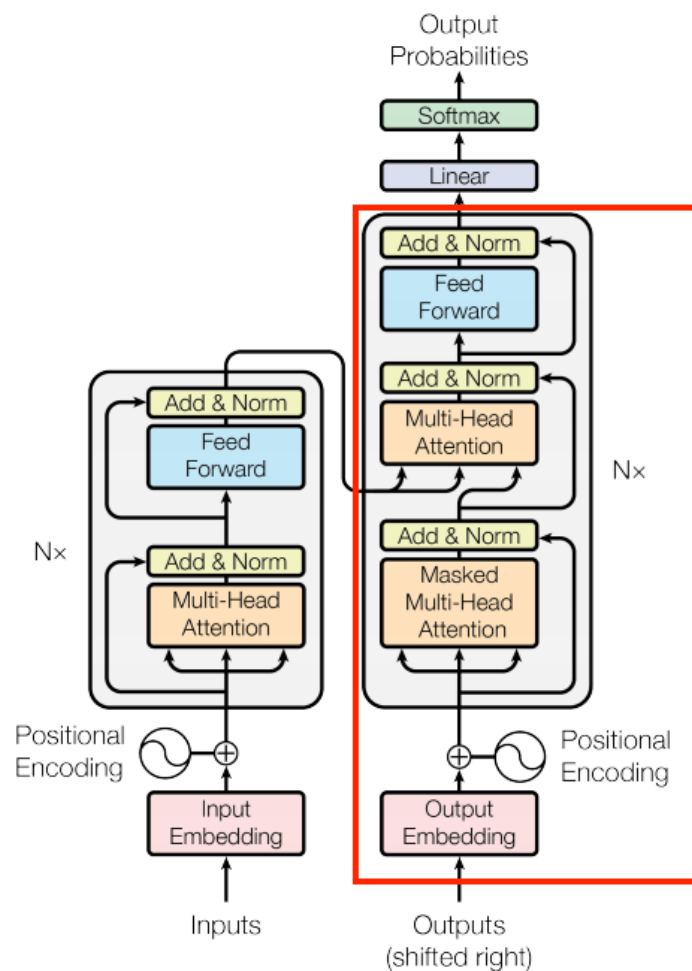 Output
Probabilities
Softmax
Linear
Add & Norm
Feed
Forward
Add & Norm
Multi-Head
Attention
Add & Norm
Masked
Multi-Head
Attention
Nx
Positional
Encoding
Output
Embedding
Outputs
(shifted right)
Add & Norm
Feed
Forward
Add & Norm
Multi-Head
Attention
Nx
Positional
Encoding
Input
Embedding
Inputs